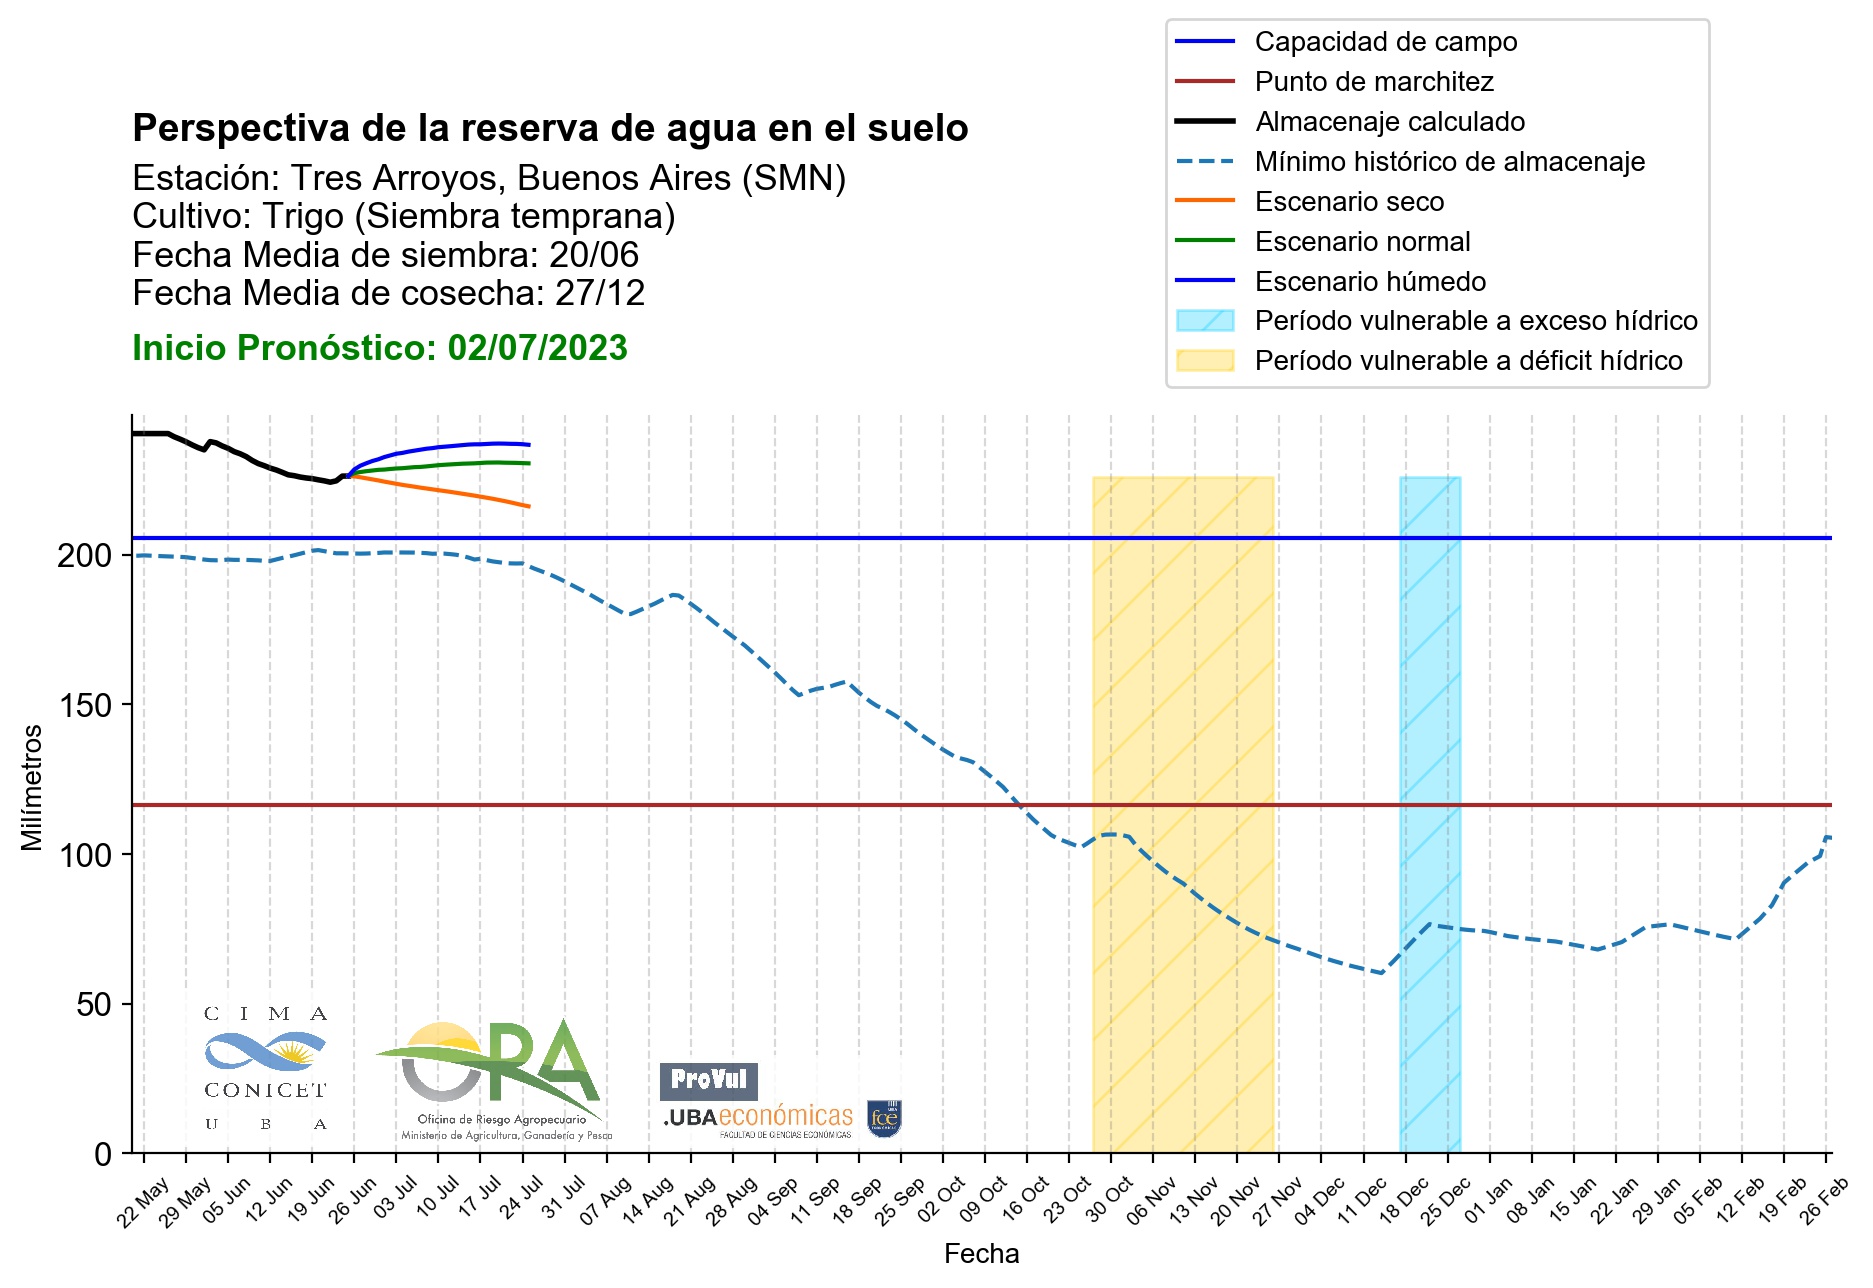 Capacidad de campo
Punto de marchitez
Almacenaje calculado
Mínimo histórico de almacenaje
Escenario seco
Escenario normal
Escenario húmedo
Período vulnerable a exceso hídrico
Período vulnerable a déficit hídrico
Perspectiva de la reserva de agua en el suelo
Estación: Tres Arroyos, Buenos Aires (SMN)
Cultivo: Trigo (Siembra temprana)
Fecha Media de siembra: 20/06
Fecha Media de cosecha: 27/12
Inicio Pronóstico: 02/07/2023
Milímetros
200
150
100
50
0
C I M A
CONICET
U B A
ORA
Oficina de Riesgo Agropecuario
Ministerio de Agricultura, Ganadería y Pesca
ProVul
.UBAeconómicas
FACULTAD DE CIENCIAS ECONÓMICAS
fce
22 May
29 May
05 Jun
12 Jun
19 Jun
26 Jun
03 Jul
10 Jul
17 Jul
24 Jul
31 Jul
07 Aug
14 Aug
21 Aug
28 Aug
04 Sep
11 Sep
18 Sep
25 Sep
02 Oct
09 Oct
16 Oct
23 Oct
30 Oct
06 Nov
13 Nov
20 Nov
27 Nov
04 Dec
11 Dec
18 Dec
25 Dec
01 Jan
08 Jan
15 Jan
22 Jan
29 Jan
05 Feb
12 Feb
19 Feb
26 Feb
Fecha